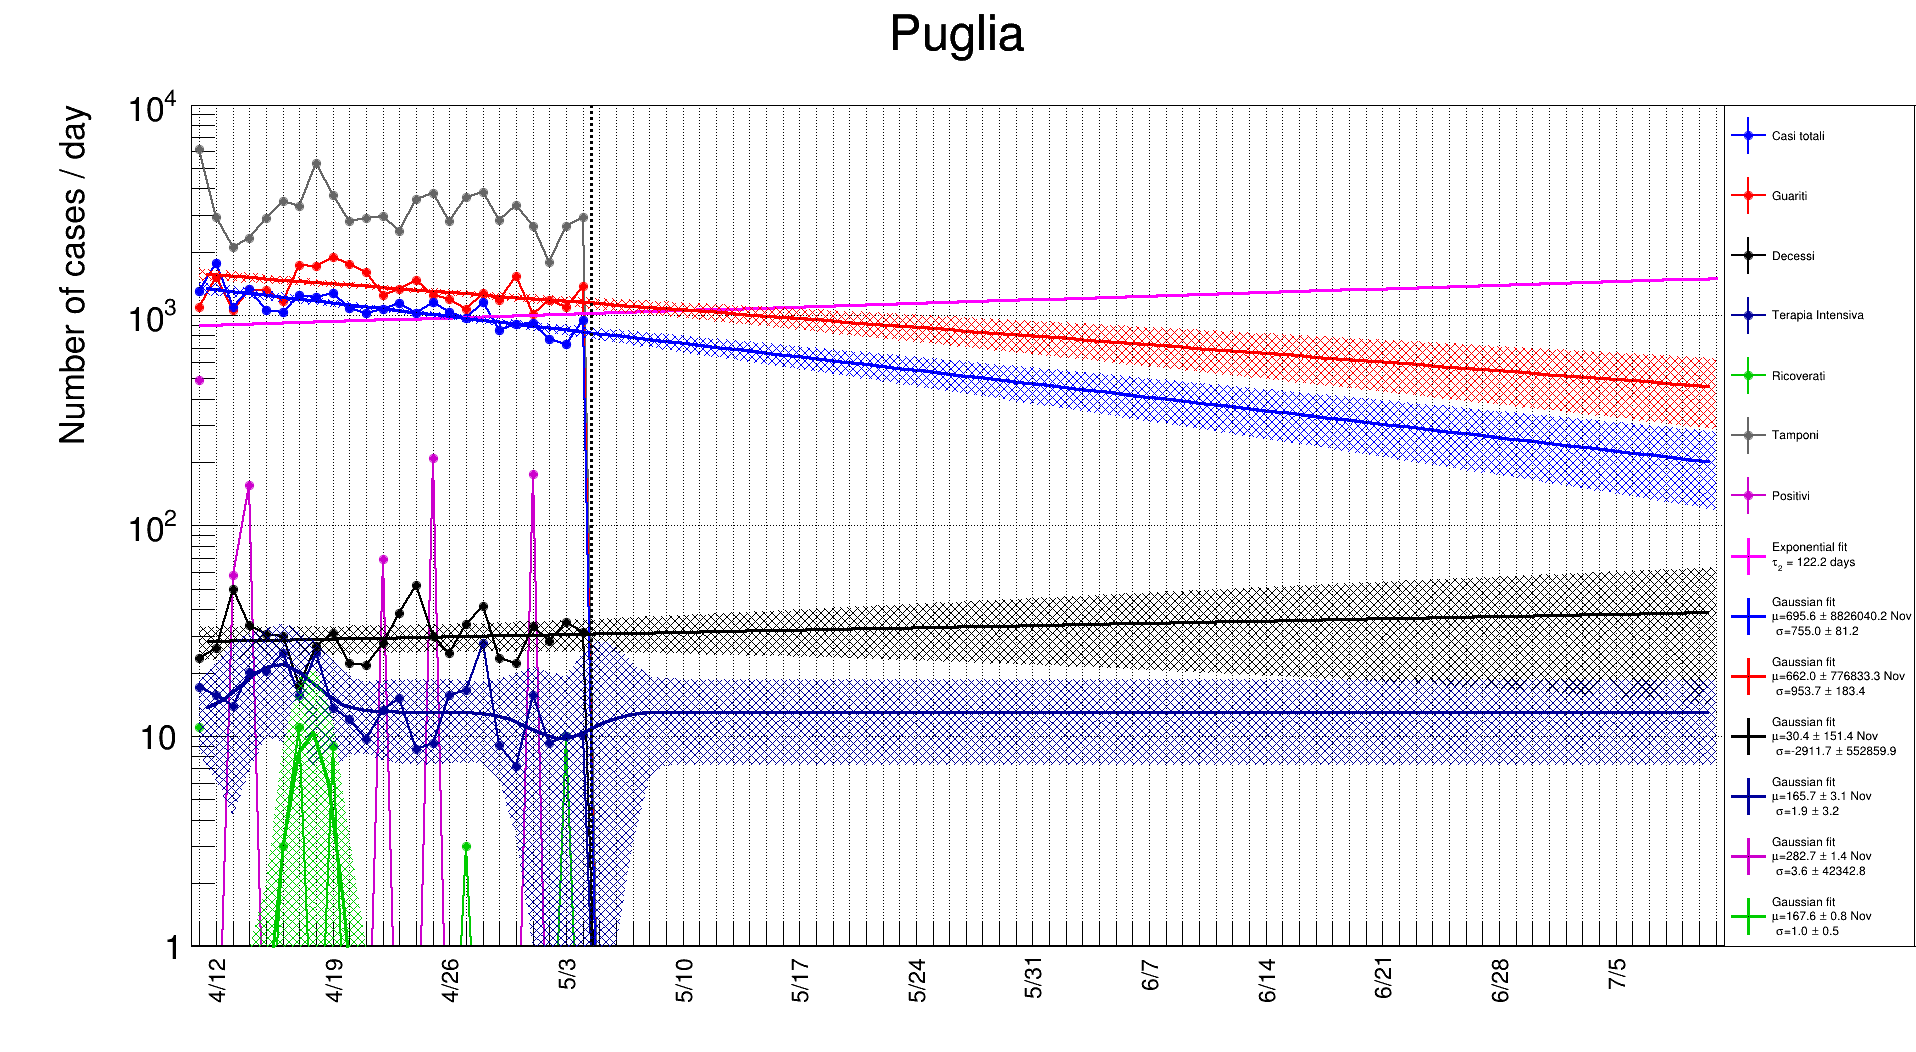 Puglia
Number of cases / day
10^4
10^3
10^2
10
1
4/12
4/19
4/26
5/3
5/10
5/17
5/24
5/31
6/7
6/14
6/21
6/28
7/5
Casi totali
Guariti
Decessi
Terapia Intensiva
Ricoverati
Tamponi
Positivi
Exponential fit
τ_2 = 122.2 days
Gaussian fit
μ=695.6 ± 8826040.2 Nov
σ=755.0 ± 81.2
Gaussian fit
μ=662.0 ± 776833.3 Nov
σ=953.7 ± 183.4
Gaussian fit
μ=30.4 ± 151.4 Nov
σ=-2911.7 ± 552859.9
Gaussian fit
μ=165.7 ± 3.1 Nov
σ=1.9 ± 3.2
Gaussian fit
μ=282.7 ± 1.4 Nov
σ=3.6 ± 42342.8
Gaussian fit
μ=167.6 ± 0.8 Nov
σ=1.0 ± 0.5